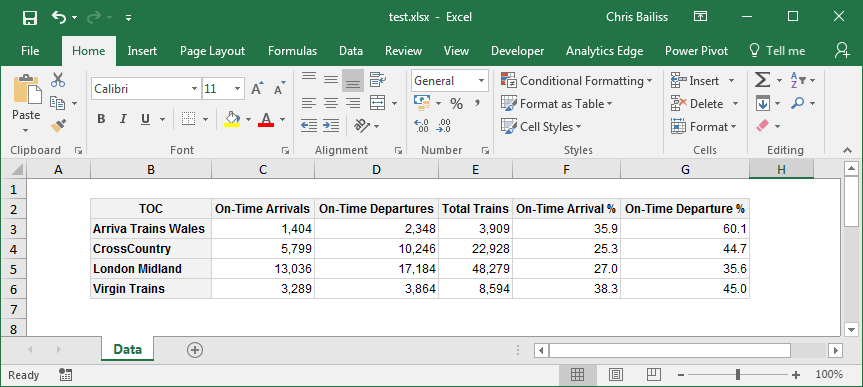 test.xlsx - Excel Chris Bailiss
File Home Insert Page Layout Formulas Data Review View Developer Analytics Edge Power Pivot Tell me
Calibri 11 A A General Conditional Formatting Insert Σ A Z
Paste B I U A % , Format as Table Delete
.0 .00 .00 .0 Cell Styles Format
Clipboard Font Alignment Number Styles Cells Editing
A B C D E F G H
1
2 TOC On-Time Arrivals On-Time Departures Total Trains On-Time Arrival % On-Time Departure %
3 Arriva Trains Wales 1,404 2,348 3,909 35.9 60.1
4 CrossCountry 5,799 10,246 22,928 25.3 44.7
5 London Midland 13,036 17,184 48,279 27.0 35.6
6 Virgin Trains 3,289 3,864 8,594 38.3 45.0
7
8
Data
Ready 100%